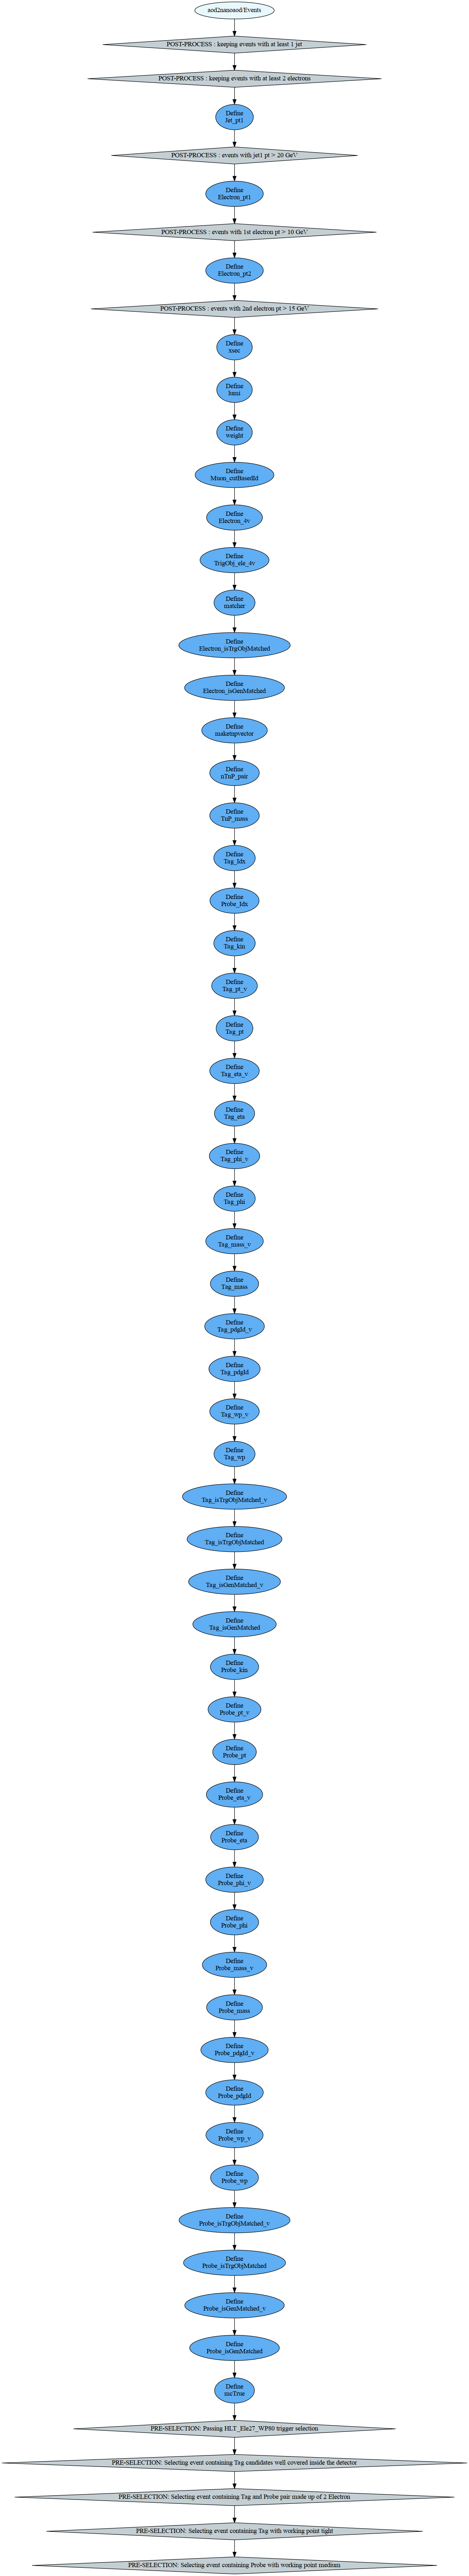 aod2nanoaod/Events
POST-PROCESS : keeping events with at least 1 jet
POST-PROCESS : keeping events with at least 2 electrons
Define
Jet_pt1
POST-PROCESS : events with jet1 pt > 20 GeV
Define
Electron_pt1
POST-PROCESS : events with 1st electron pt > 10 GeV
Define
Electron_pt2
POST-PROCESS : events with 2nd electron pt > 15 GeV
Define
xsec
Define
lumi
Define
weight
Define
Muon_cutBasedId
Define
Electron_4v
Define
TrigObj_ele_4v
Define
matcher
Define
Electron_isTrgObjMatched
Define
Electron_isGenMatched
Define
maketnpvector
Define
nTnP_pair
Define
TnP_mass
Define
Tag_Idx
Define
Probe_Idx
Define
Tag_kin
Define
Tag_pt_v
Define
Tag_pt
Define
Tag_eta_v
Define
Tag_eta
Define
Tag_phi_v
Define
Tag_phi
Define
Tag_mass_v
Define
Tag_mass
Define
Tag_pdgId_v
Define
Tag_pdgId
Define
Tag_wp_v
Define
Tag_wp
Define
Tag_isTrgObjMatched_v
Define
Tag_isTrgObjMatched
Define
Tag_isGenMatched_v
Define
Tag_isGenMatched
Define
Probe_kin
Define
Probe_pt_v
Define
Probe_pt
Define
Probe_eta_v
Define
Probe_eta
Define
Probe_phi_v
Define
Probe_phi
Define
Probe_mass_v
Define
Probe_mass
Define
Probe_pdgId_v
Define
Probe_pdgId
Define
Probe_wp_v
Define
Probe_wp
Define
Probe_isTrgObjMatched_v
Define
Probe_isTrgObjMatched
Define
Probe_isGenMatched_v
Define
Probe_isGenMatched
Define
mcTrue
PRE-SELECTION: Passing HLT_Ele27_WP80 trigger selection
PRE-SELECTION: Selecting event containing Tag candidates well covered inside the detector
PRE-SELECTION: Selecting event containing Tag and Probe pair made up of 2 Electron
PRE-SELECTION: Selecting event containing Tag with working point tight
PRE-SELECTION: Selecting event containing Probe with working point medium